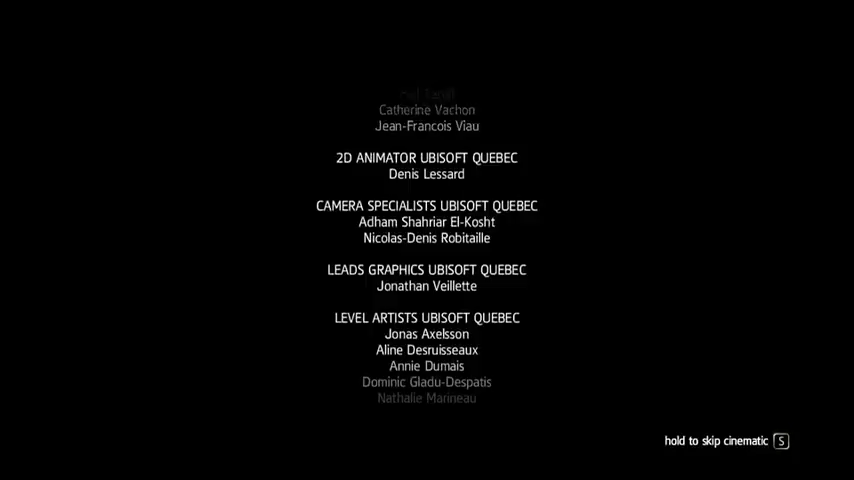 Catherine Vachon
Jean-Francois Viau
2D ANIMATOR UBISOFT QUEBEC
Denis Lessard
CAMERA SPECIALISTS UBISOFT QUEBEC
Adham Shahriar El-Kosht
Nicolas-Denis Robitaille
LEADS GRAPHICS UBISOFT QUEBEC
Jonathan Veillette
LEVEL ARTISTS UBISOFT QUEBEC
Jonas Axelsson
Aline Desruisseaux
Annie Dumais
Dominic Gladu-Despatis
Nathalie Marineau
hold to skip cinematic S